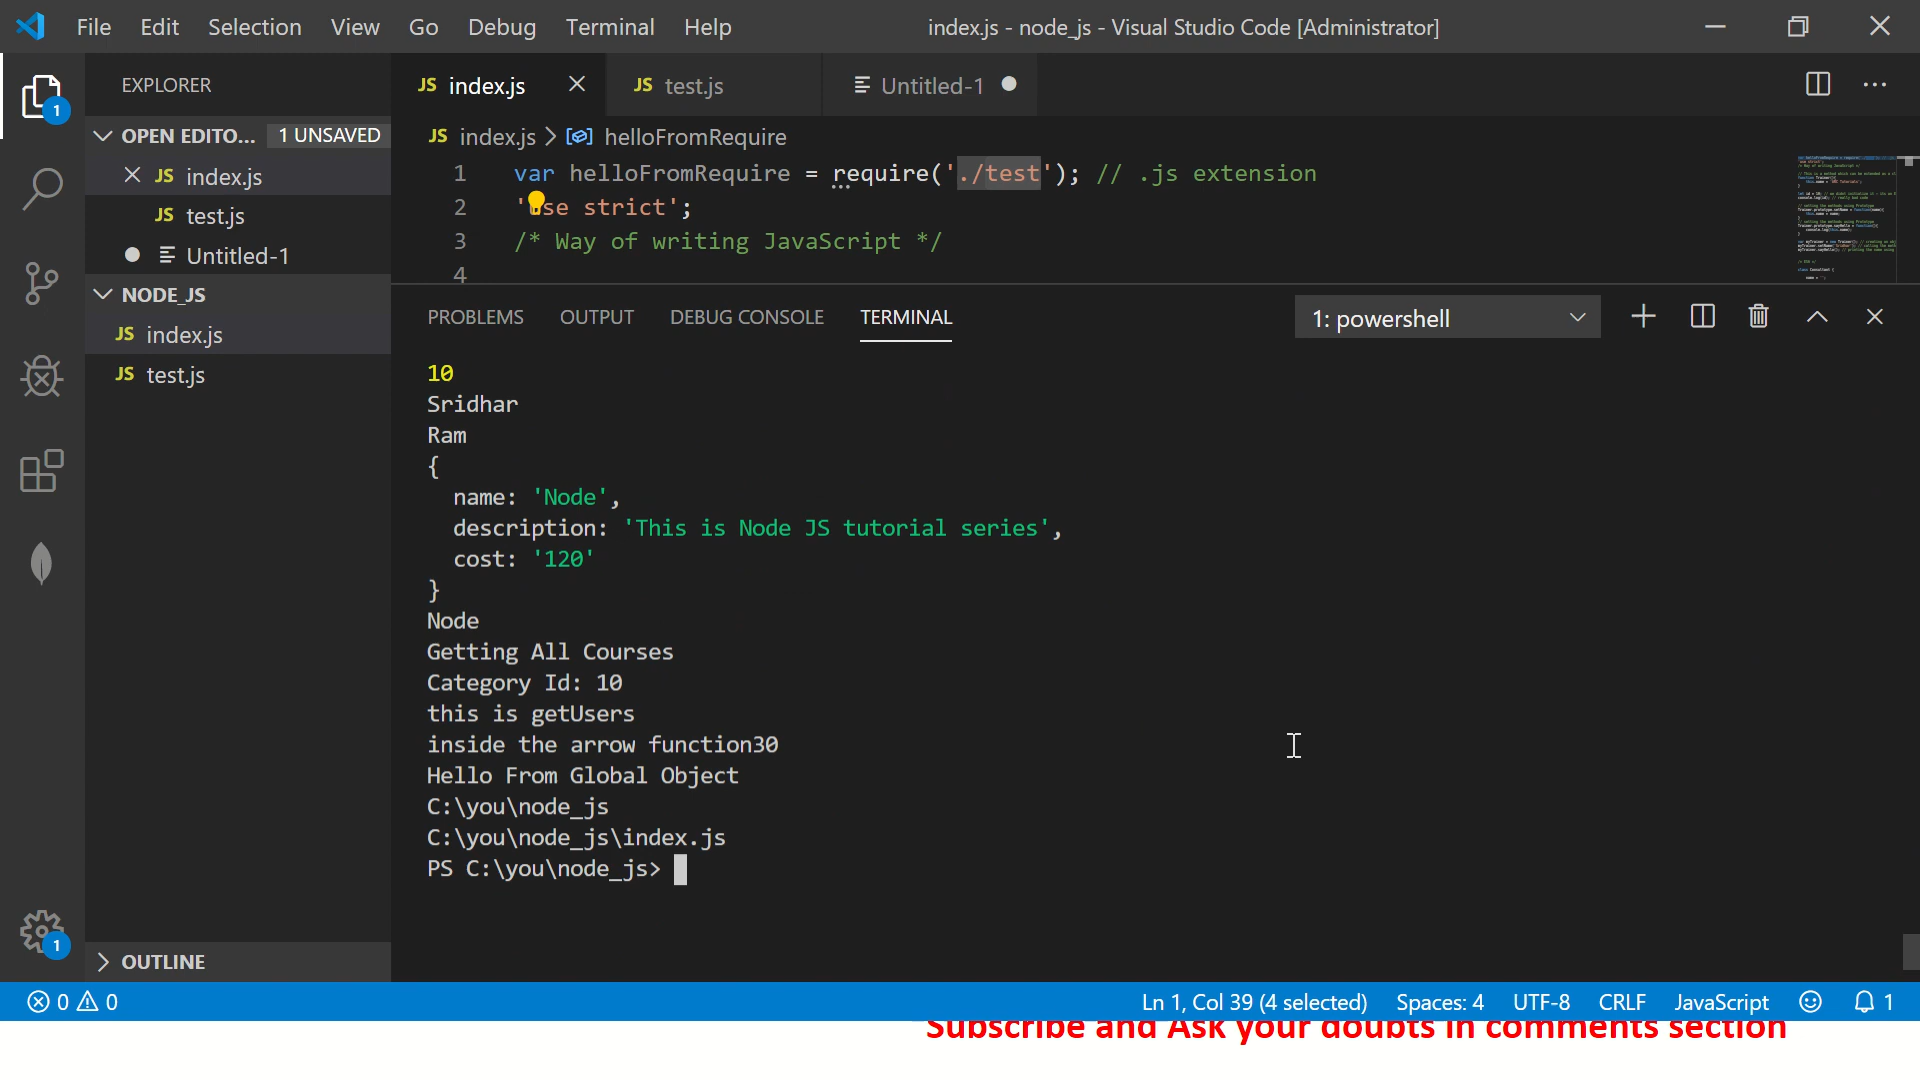 File Edit Selection View Go Debug Terminal Help
index.js - node_js - Visual Studio Code [Administrator]
EXPLORER
OPEN EDITO... 1 UNSAVED
JS index.js
JS test.js
Untitled-1
NODE_JS
JS index.js
JS test.js
OUTLINE
1
1
JS index.js
JS test.js
Untitled-1
JS index.js > helloFromRequire
1 var helloFromRequire = require('./test'); // .js extension
2 'use strict';
3 /* Way of writing JavaScript */
4
PROBLEMS OUTPUT DEBUG CONSOLE TERMINAL
1: powershell
10
Sridhar
Ram
{
name: 'Node',
description: 'This is Node JS tutorial series',
cost: '120'
}
Node
Getting All Courses
Category Id: 10
this is getUsers
inside the arrow function30
Hello From Global Object
C:\you\node_js
C:\you\node_js\index.js
PS C:\you\node_js>
0 0
Ln 1, Col 39 (4 selected) Spaces: 4 UTF-8 CRLF JavaScript 1
Subscribe and Ask your doubts in comments section